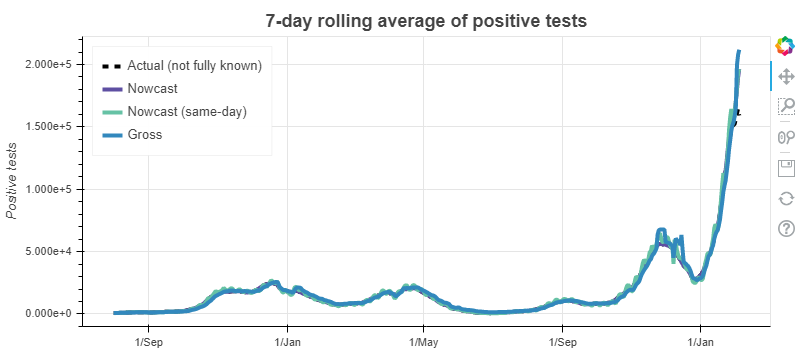 7-day rolling average of positive tests
Actual (not fully known)
Nowcast
Nowcast (same-day)
Gross
Positive tests
2.000e+5
1.500e+5
1.000e+5
5.000e+4
0.000e+0
1/Sep
1/Jan
1/May
1/Sep
1/Jan